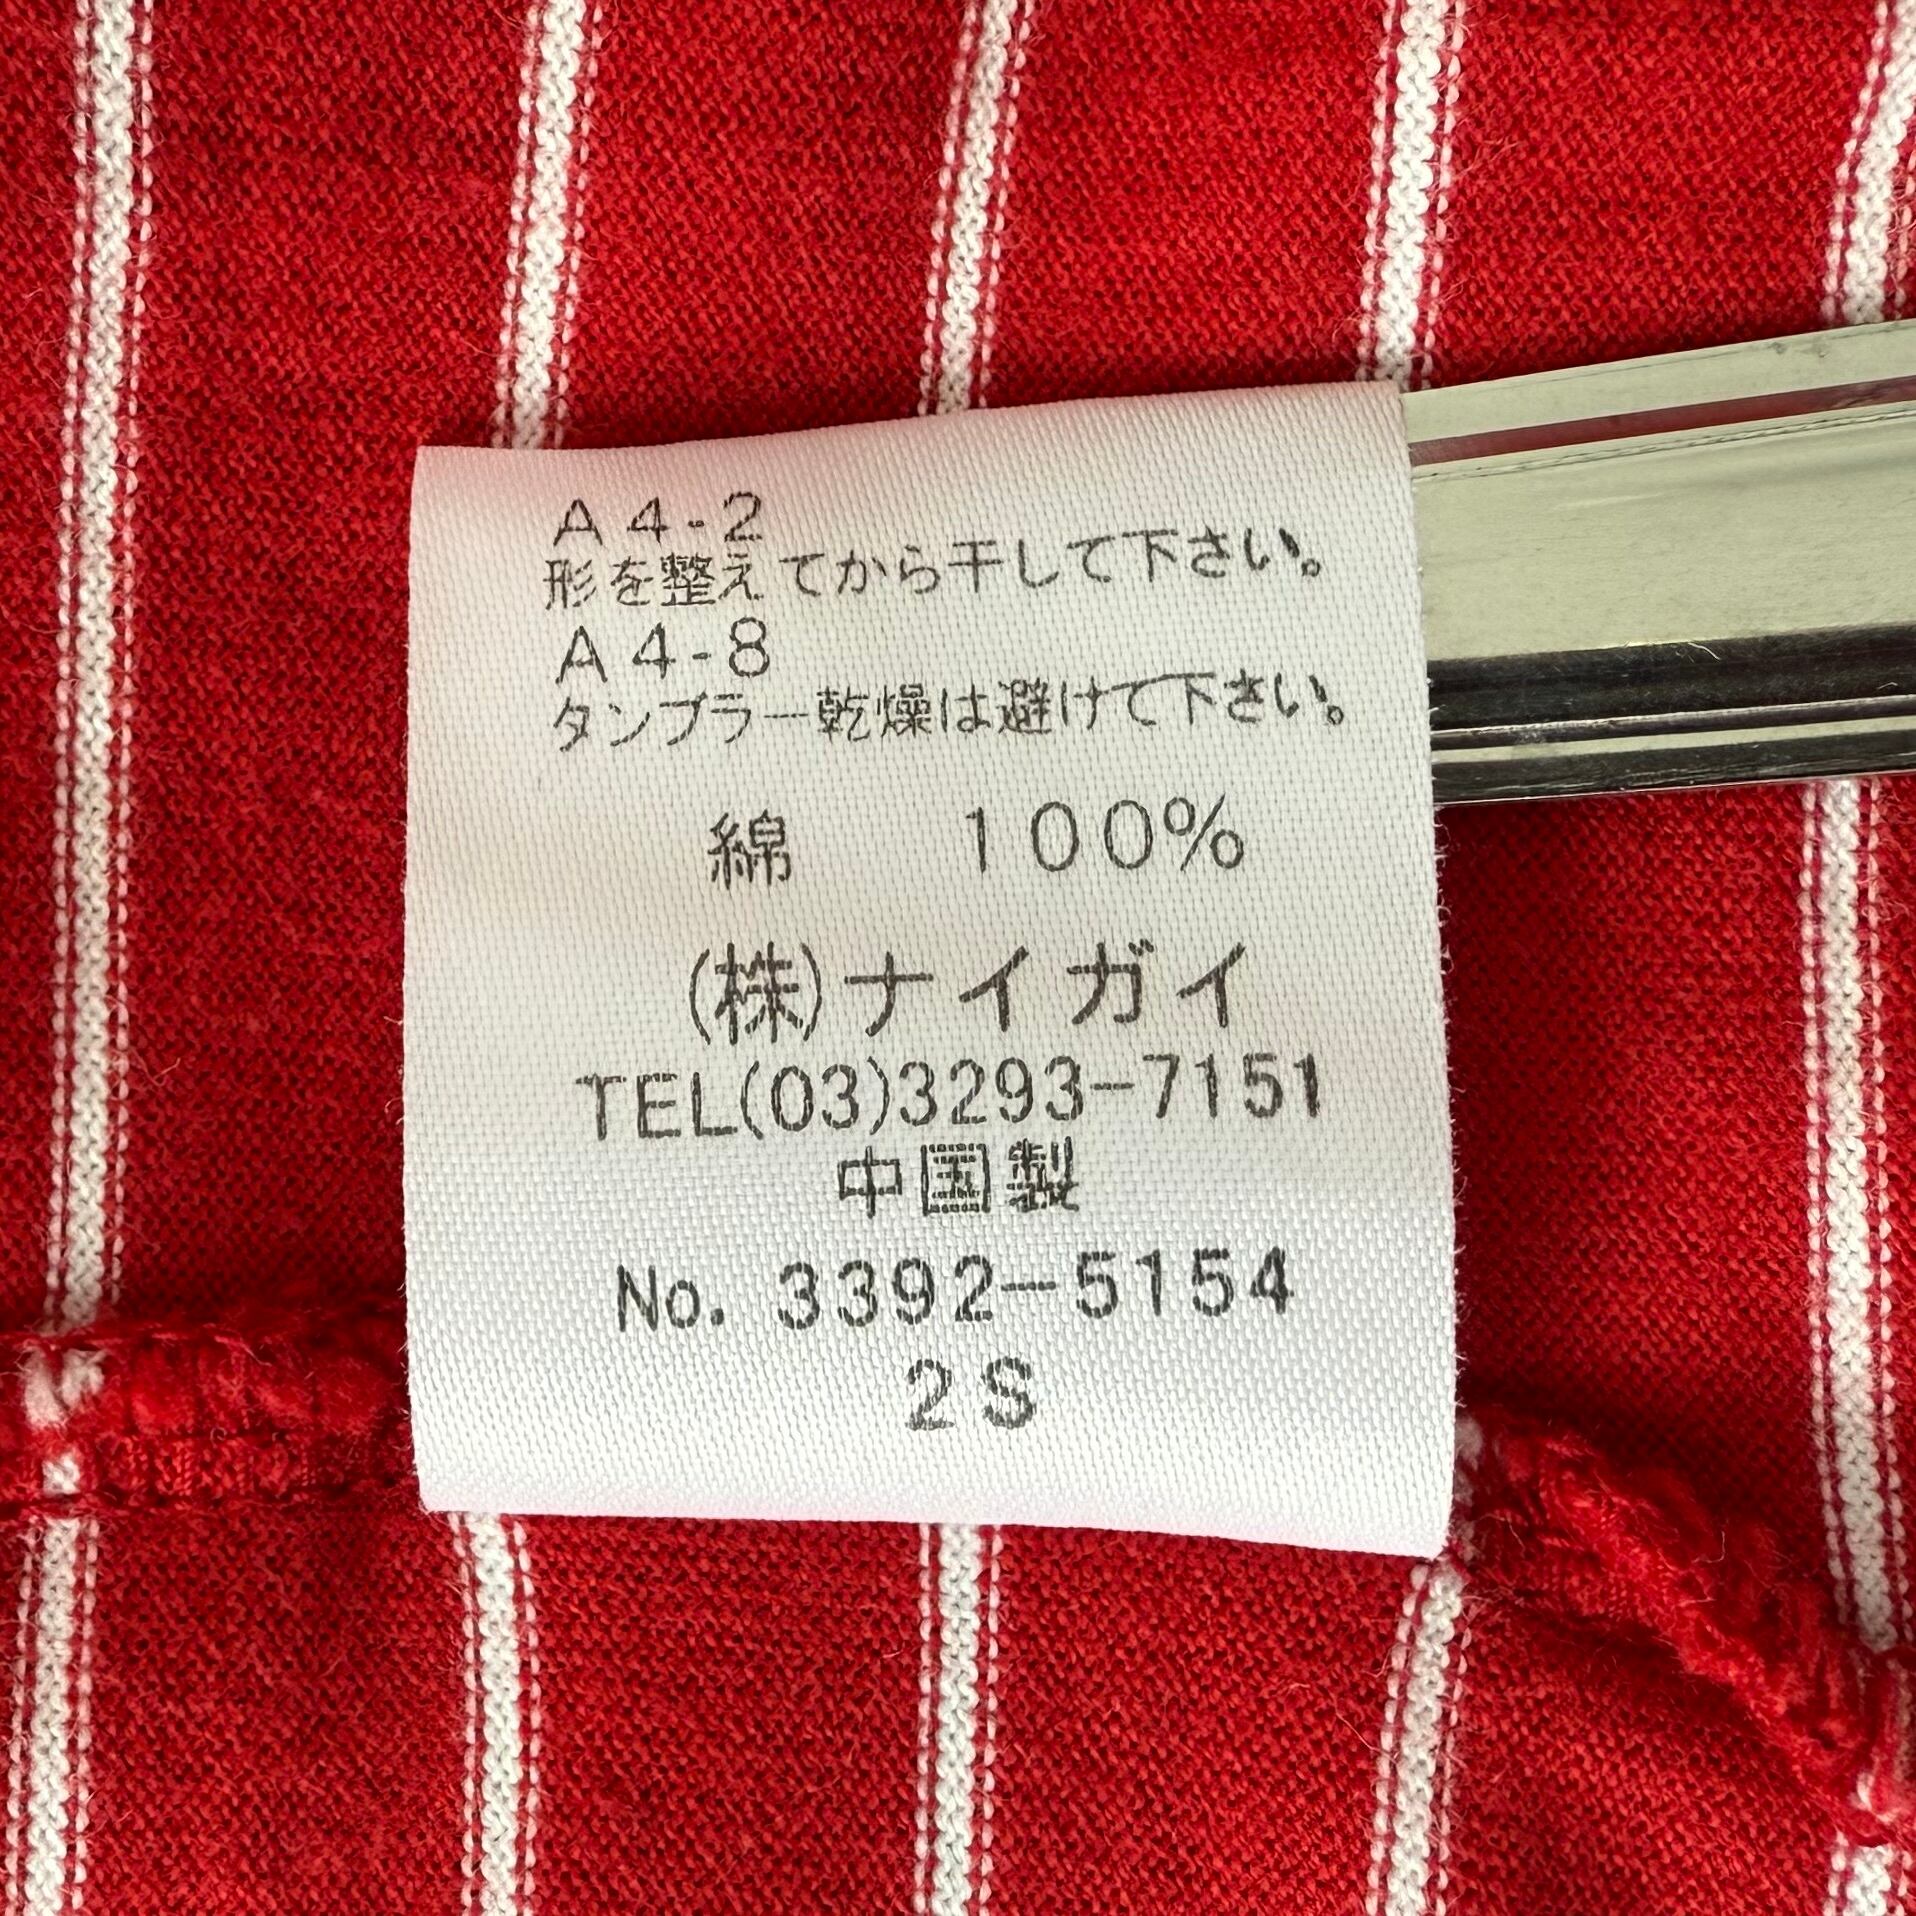 A4-2
形を整えてから干して下さい。
A4-8
タンブラー乾燥は避けて下さい。
綿 100%
(株)ナイガイ
TEL(03)3293-7151
中国製
No. 3392-5154
2S